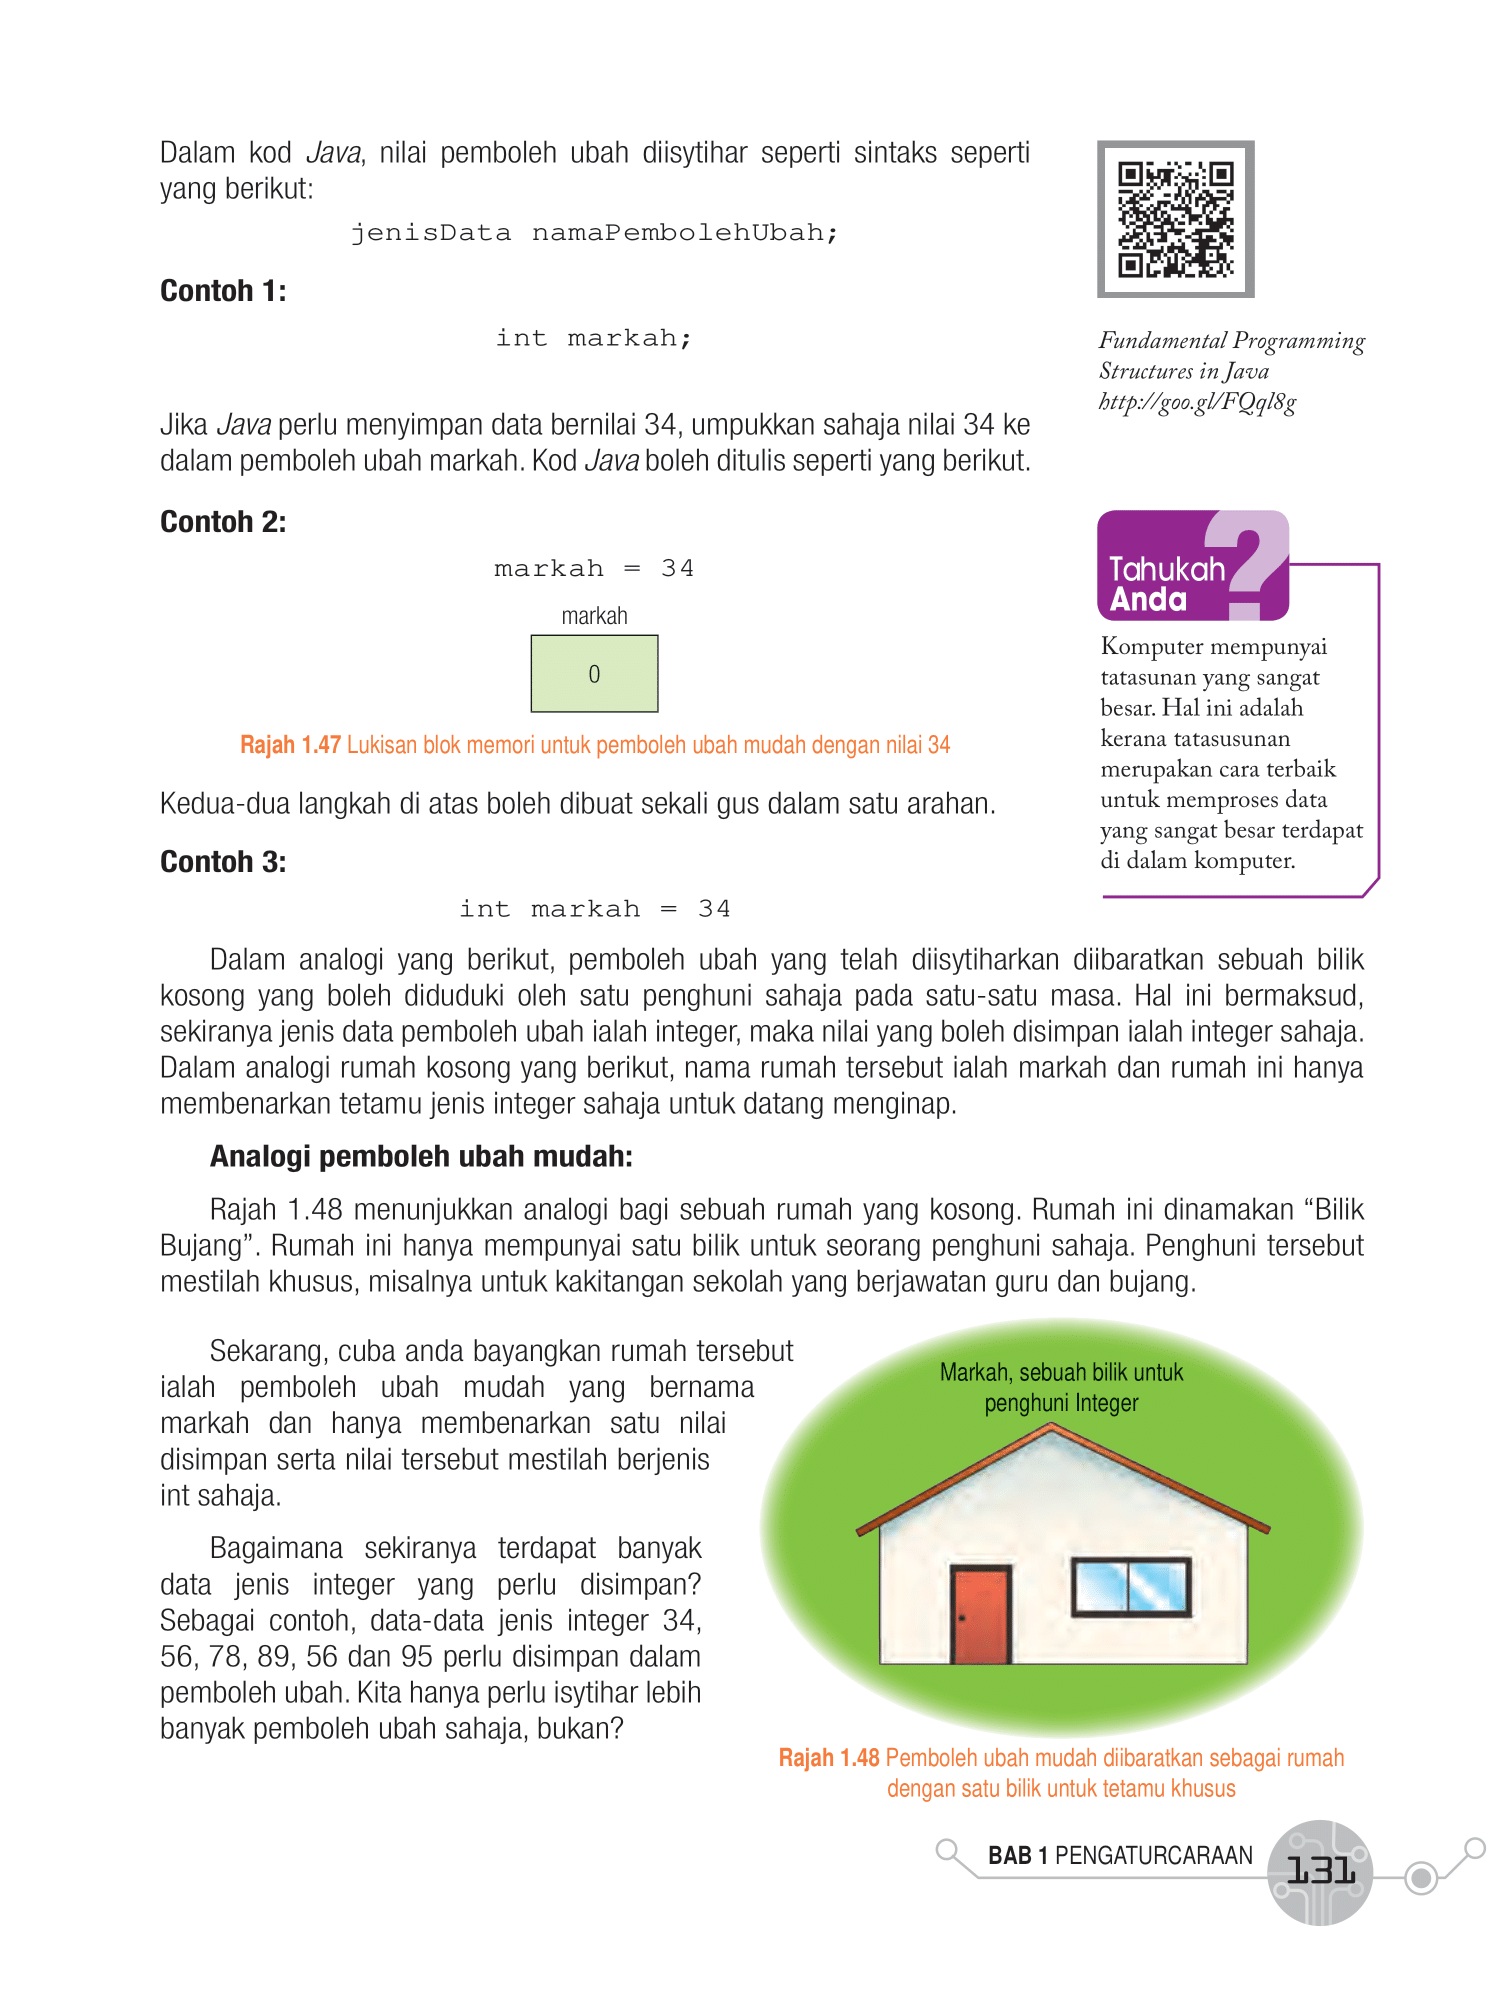 Dalam kod Java, nilai pemboleh ubah diisytihar seperti sintaks seperti
yang berikut:
jenisData namaPembolehUbah;
Contoh 1:
int markah;
Jika Java perlu menyimpan data bernilai 34, umpukkan sahaja nilai 34 ke
dalam pemboleh ubah markah. Kod Java boleh ditulis seperti yang berikut.
Contoh 2:
markah = 34
markah
0
Rajah 1.47 Lukisan blok memori untuk pemboleh ubah mudah dengan nilai 34
Kedua-dua langkah di atas boleh dibuat sekali gus dalam satu arahan.
Contoh 3:
int markah = 34
Fundamental Programming
Structures in Java
http://goo.gl/FQql8g
Tahukah
Anda
?
Komputer mempunyai
tatasunan yang sangat
besar. Hal ini adalah
kerana tatasusunan
merupakan cara terbaik
untuk memproses data
yang sangat besar terdapat
di dalam komputer.
Dalam analogi yang berikut, pemboleh ubah yang telah diisytiharkan diibaratkan sebuah bilik
kosong yang boleh diduduki oleh satu penghuni sahaja pada satu-satu masa. Hal ini bermaksud,
sekiranya jenis data pemboleh ubah ialah integer, maka nilai yang boleh disimpan ialah integer sahaja.
Dalam analogi rumah kosong yang berikut, nama rumah tersebut ialah markah dan rumah ini hanya
membenarkan tetamu jenis integer sahaja untuk datang menginap.
Analogi pemboleh ubah mudah:
Rajah 1.48 menunjukkan analogi bagi sebuah rumah yang kosong. Rumah ini dinamakan “Bilik
Bujang”. Rumah ini hanya mempunyai satu bilik untuk seorang penghuni sahaja. Penghuni tersebut
mestilah khusus, misalnya untuk kakitangan sekolah yang berjawatan guru dan bujang.
Sekarang, cuba anda bayangkan rumah tersebut
ialah pemboleh ubah mudah yang bernama
markah dan hanya membenarkan satu nilai
disimpan serta nilai tersebut mestilah berjenis
int sahaja.
Bagaimana sekiranya terdapat banyak
data jenis integer yang perlu disimpan?
Sebagai contoh, data-data jenis integer 34,
56, 78, 89, 56 dan 95 perlu disimpan dalam
pemboleh ubah. Kita hanya perlu isytihar lebih
banyak pemboleh ubah sahaja, bukan?
Markah, sebuah bilik untuk
penghuni Integer
Rajah 1.48 Pemboleh ubah mudah diibaratkan sebagai rumah
dengan satu bilik untuk tetamu khusus
BAB 1 PENGATURCARAAN 131